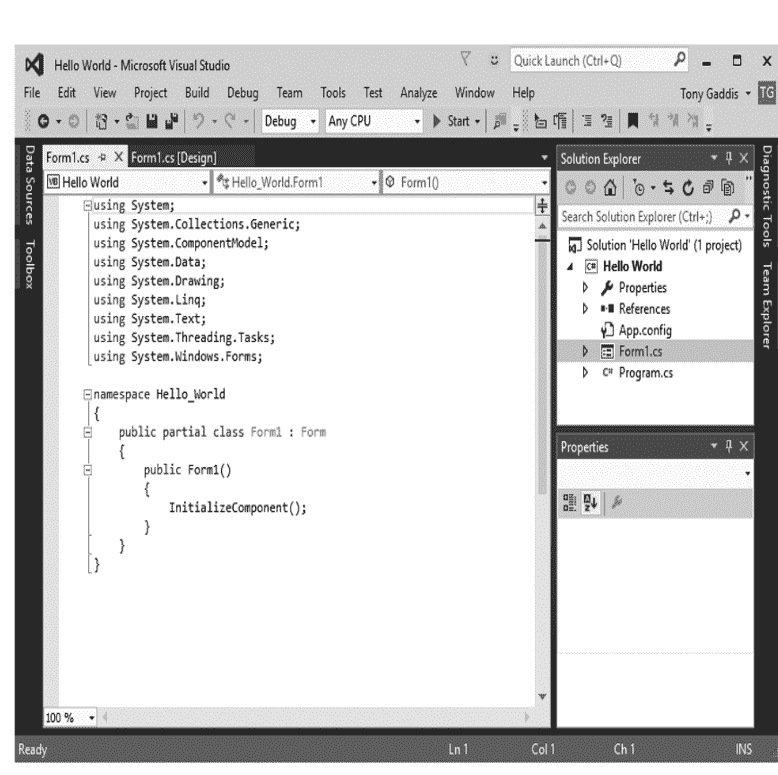 Hello World - Microsoft Visual Studio
Quick Launch (Ctrl+Q)
File Edit View Project Build Debug Team Tools Test Analyze Window Help
Tony Gaddis TG
Debug Any CPU Start
Data Sources
Toolbox
Form1.cs Form1.cs [Design]
Hello World Hello_World.Form1 Form1()
using System;
using System.Collections.Generic;
using System.ComponentModel;
using System.Data;
using System.Drawing;
using System.Linq;
using System.Text;
using System.Threading.Tasks;
using System.Windows.Forms;
namespace Hello_World
{
public partial class Form1 : Form
{
public Form1()
{
InitializeComponent();
}
}
}
100 %
Solution Explorer
Search Solution Explorer (Ctrl+;)
Solution 'Hello World' (1 project)
C# Hello World
Properties
References
App.config
Form1.cs
C# Program.cs
Properties
Diagnostic Tools
Team Explorer
Ready Ln 1 Col 1 Ch 1 INS